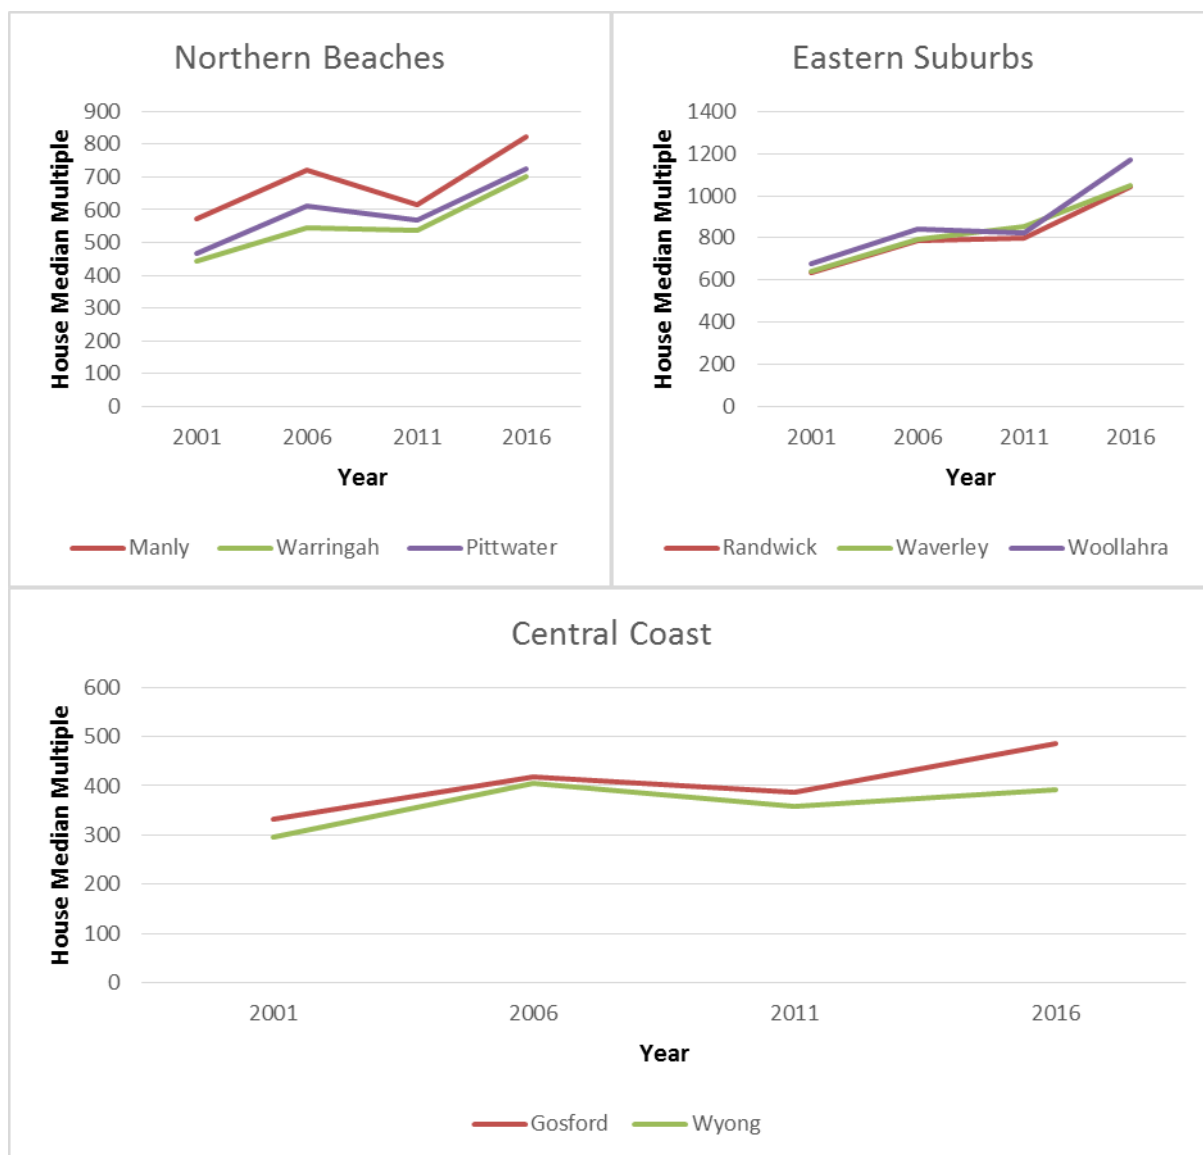 Northern Beaches
House Median Multiple
900
800
700
600
500
400
300
200
100
0
2001 2006 2011 2016
Year
Manly Warringah Pittwater
Eastern Suburbs
House Median Multiple
1400
1200
1000
800
600
400
200
0
2001 2006 2011 2016
Year
Randwick Waverley Woollahra
Central Coast
House Median Multiple
600
500
400
300
200
100
0
2001 2006 2011 2016
Year
Gosford Wyong